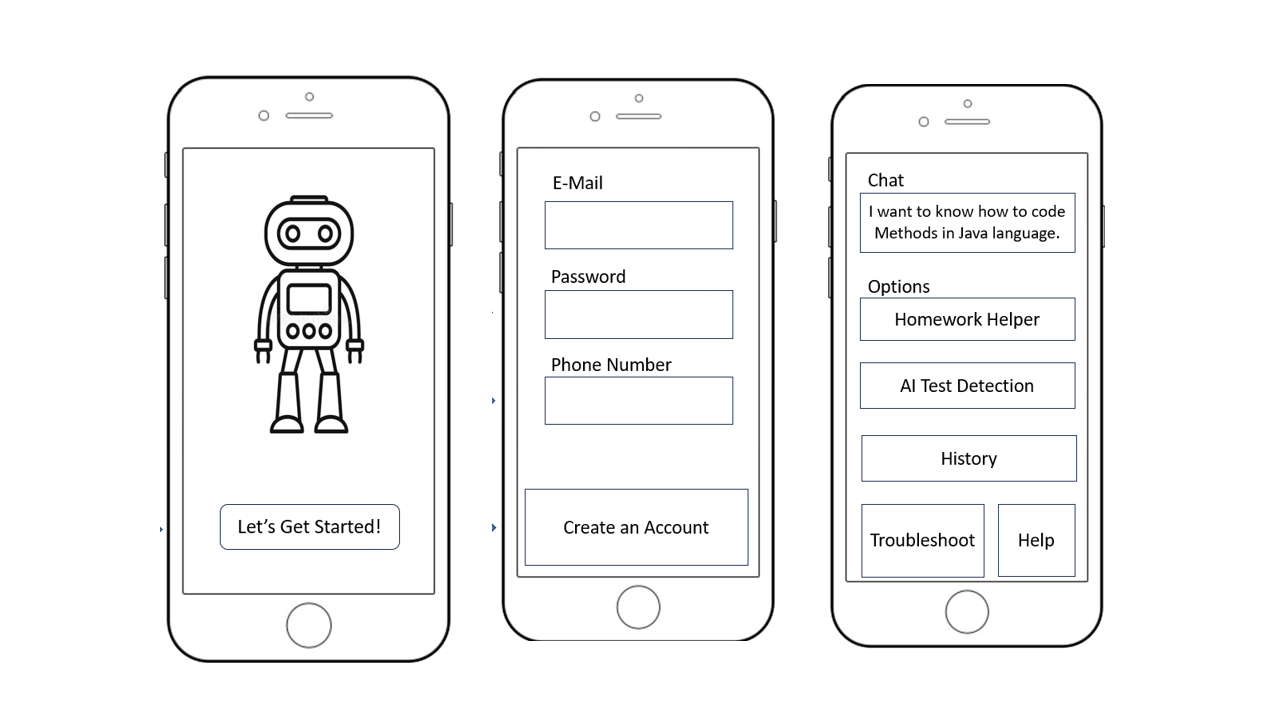 Let's Get Started!
E-Mail
Password
Phone Number
Create an Account
Chat
I want to know how to code
Methods in Java language.
Options
Homework Helper
AI Test Detection
History
Troubleshoot
Help